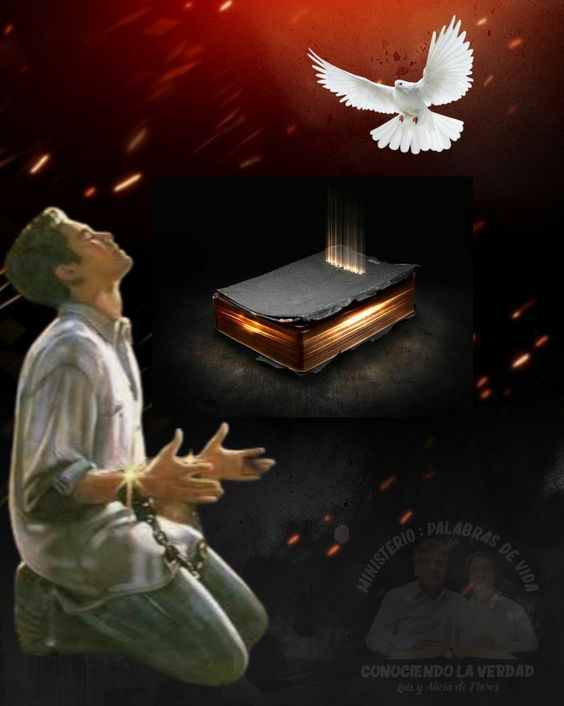 MINISTERIO : PALABRAS DE VIDA
CONOCIENDO LA VERDAD
Luis y Alicia de Flores